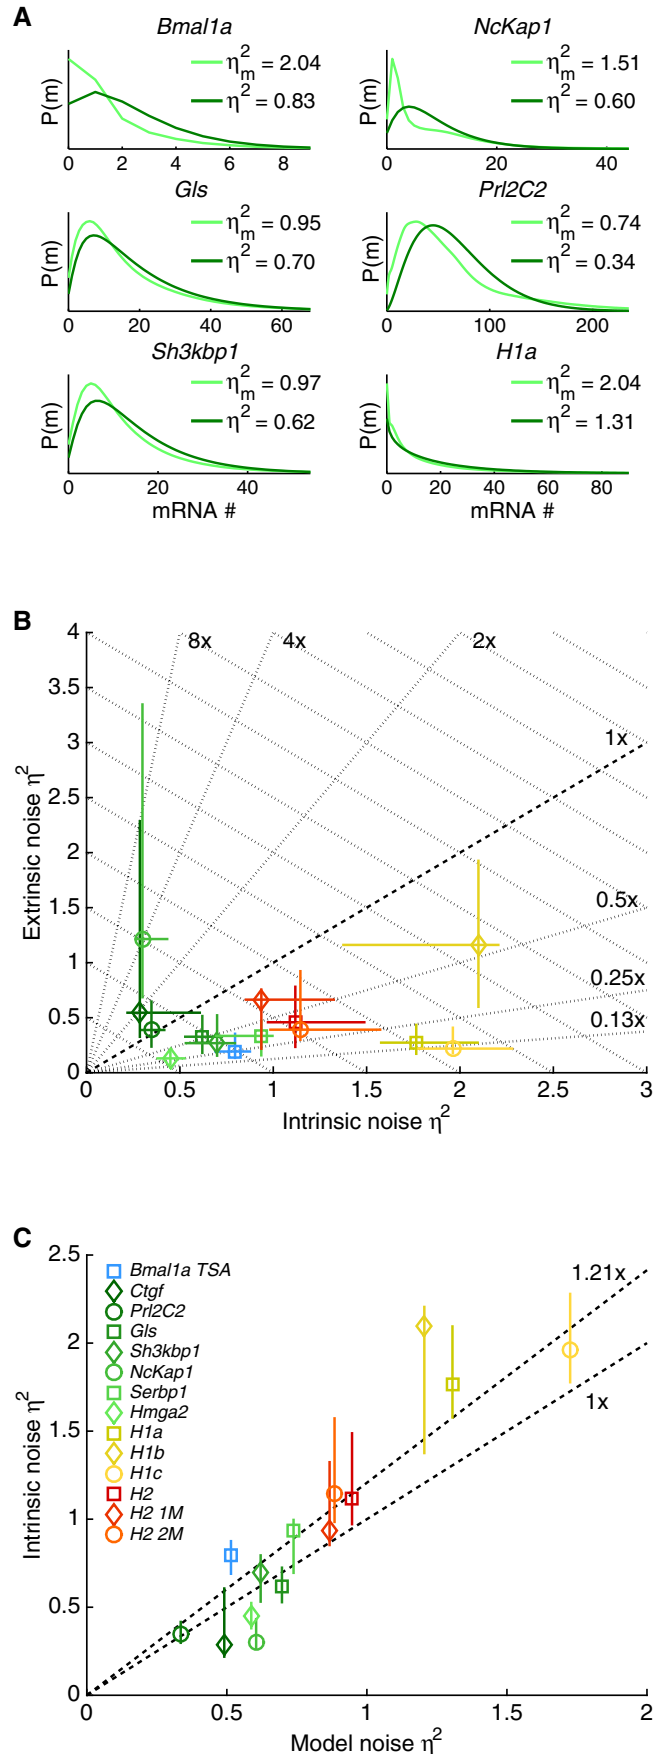 A
Bmal1a
P(m)
η²m = 2.04
η² = 0.83
0 2 4 6 8
NcKap1
P(m)
η²m = 1.51
η² = 0.60
0 20 40
Gls
P(m)
η²m = 0.95
η² = 0.70
0 20 40 60
Prl2C2
P(m)
η²m = 0.74
η² = 0.34
0 100 200
Sh3kbp1
P(m)
η²m = 0.97
η² = 0.62
0 20 40
mRNA #
H1a
P(m)
η²m = 2.04
η² = 1.31
0 20 40 60 80
mRNA #
B
4
3.5
3
2.5
2
1.5
1
0.5
0
Extrinsic noise η²
8x
4x
2x
1x
0.5x
0.25x
0.13x
0 0.5 1 1.5 2 2.5 3
Intrinsic noise η²
C
2.5
2
1.5
1
0.5
0
Intrinsic noise η²
Bmal1a TSA
Ctgf
Prl2C2
Gls
Sh3kbp1
NcKap1
Serbp1
Hmga2
H1a
H1b
H1c
H2
H2 1M
H2 2M
1.21x
1x
0 0.5 1 1.5 2
Model noise η²